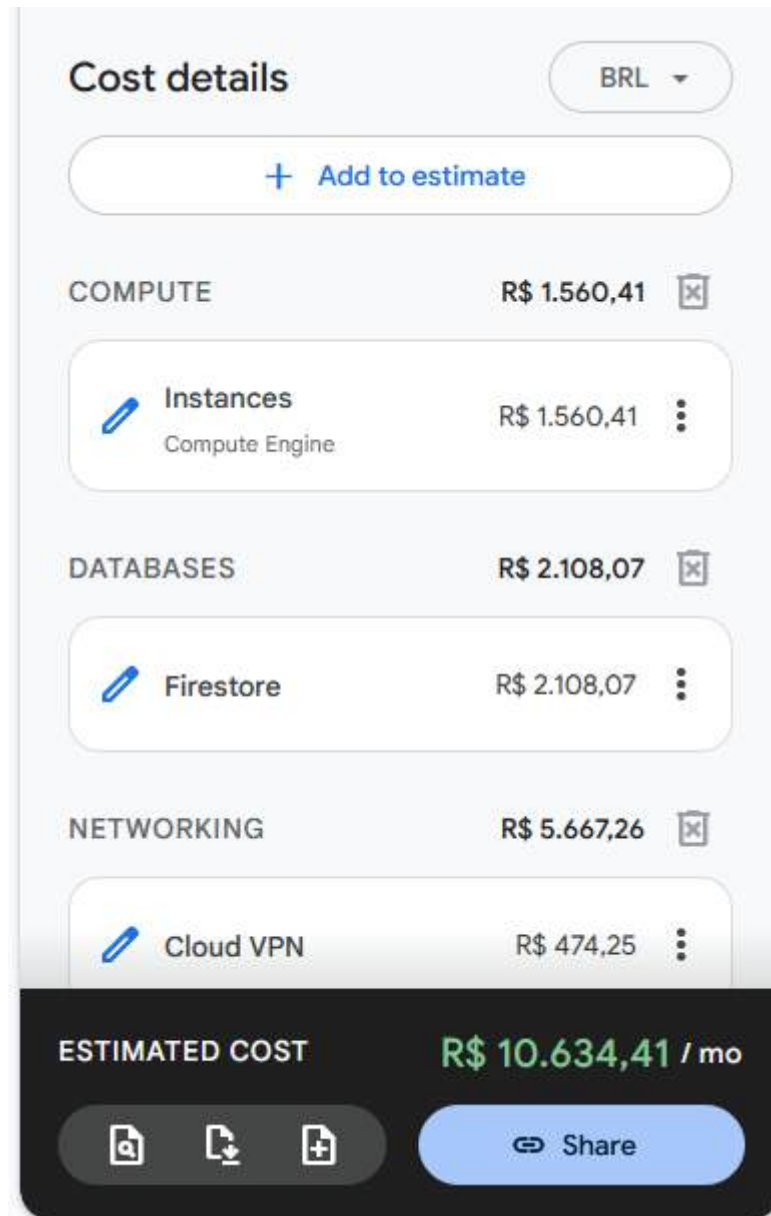 Cost details
BRL
+ Add to estimate
COMPUTE R$ 1.560,41
Instances R$ 1.560,41
Compute Engine
DATABASES R$ 2.108,07
Firestore R$ 2.108,07
NETWORKING R$ 5.667,26
Cloud VPN R$ 474,25
ESTIMATED COST R$ 10.634,41 / mo
Share